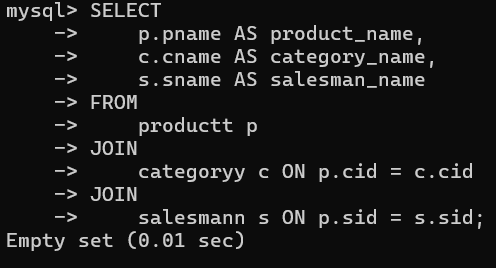 mysql> SELECT
    ->     p.pname AS product_name,
    ->     c.cname AS category_name,
    ->     s.sname AS salesman_name
    -> FROM
    ->     productt p
    -> JOIN
    ->     categoryy c ON p.cid = c.cid
    -> JOIN
    ->     salesmann s ON p.sid = s.sid;
Empty set (0.01 sec)